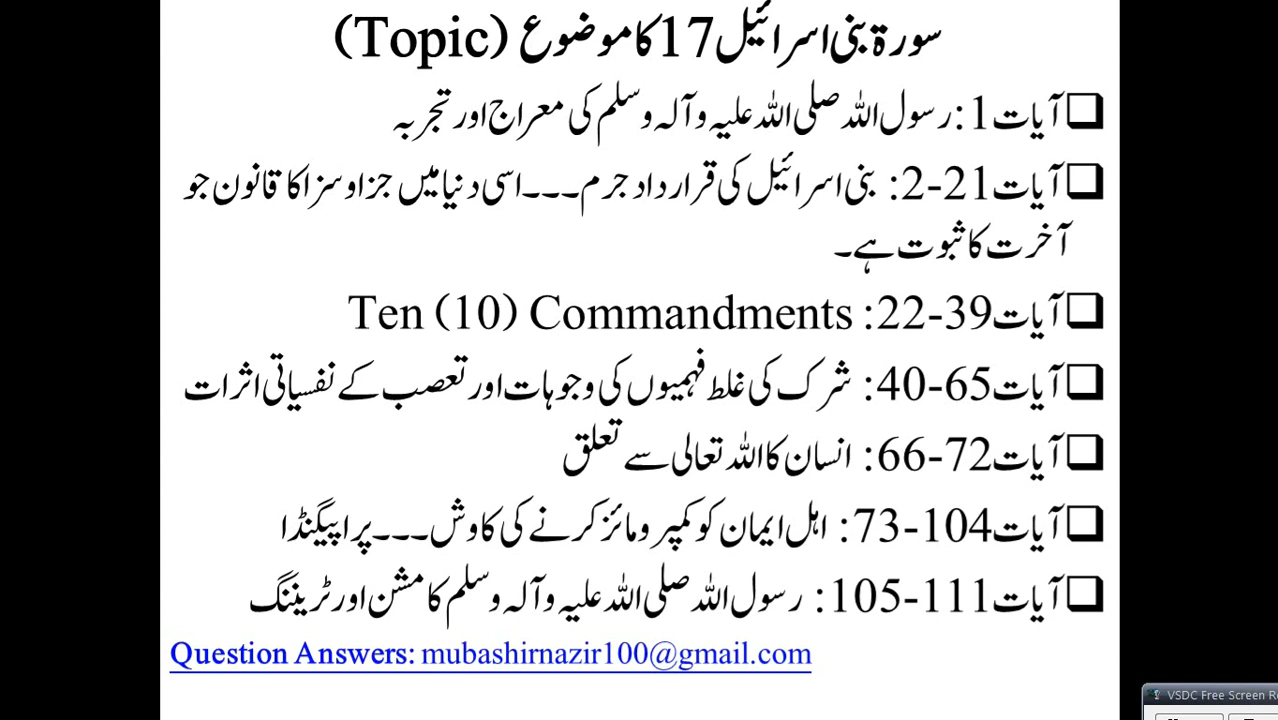 سورۃ بنی اسرائیل 17 کا موضوع (Topic)
❑آیات 1: رسول اللہ صلی اللہ علیہ وآلہ وسلم کی معراج اور تجربہ
❑آیات 21-2: بنی اسرائیل کی قرار داد جرم۔۔۔اسی دنیا میں جزا و سزا کا قانون جو
آخرت کا ثبوت ہے۔
❑آیات 39-22: Ten (10) Commandments
❑آیات 65-40: شرک کی غلط فہمیوں کی وجوہات اور تعصب کے نفسیاتی اثرات
❑آیات 72-66: انسان کا اللہ تعالی سے تعلق
❑آیات 104-73: اہل ایمان کو کمپرومائز کرنے کی کاوش۔۔۔پراپیگنڈا
❑آیات 111-105: رسول اللہ صلی اللہ علیہ وآلہ وسلم کا مشن اور ٹریننگ
Question Answers: mubashirnazir100@gmail.com
VSDC Free Screen Re